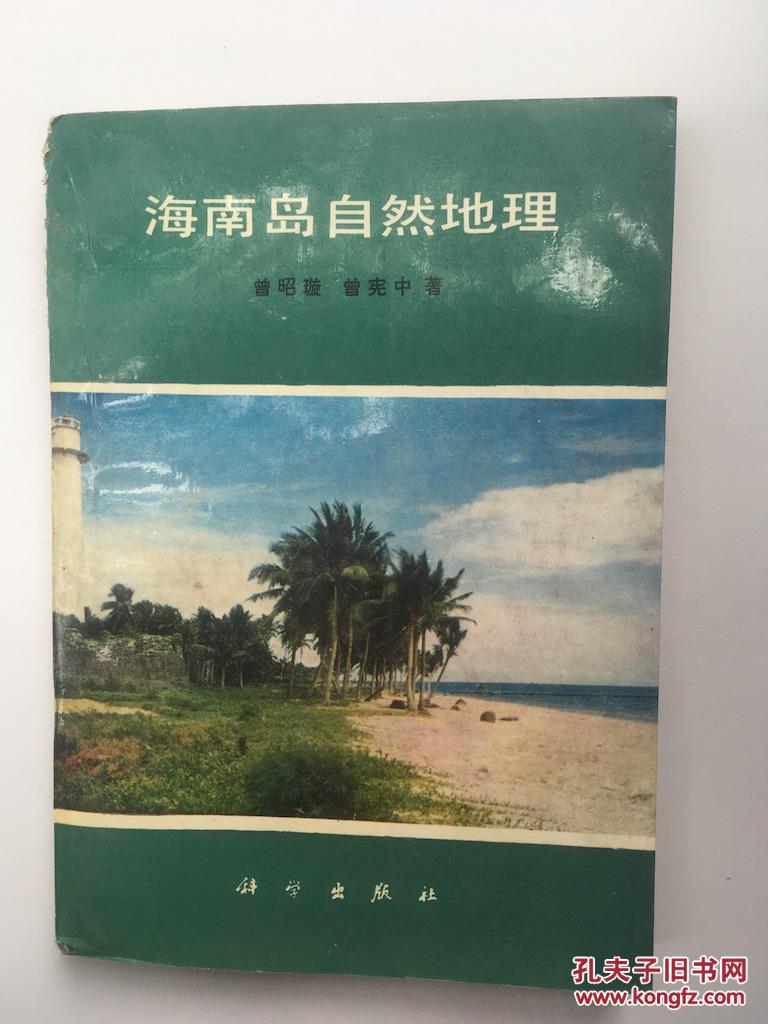 海南岛自然地理
曾昭璇 曾宪中 著
科学出版社
孔夫子旧书网
www.kongfz.com